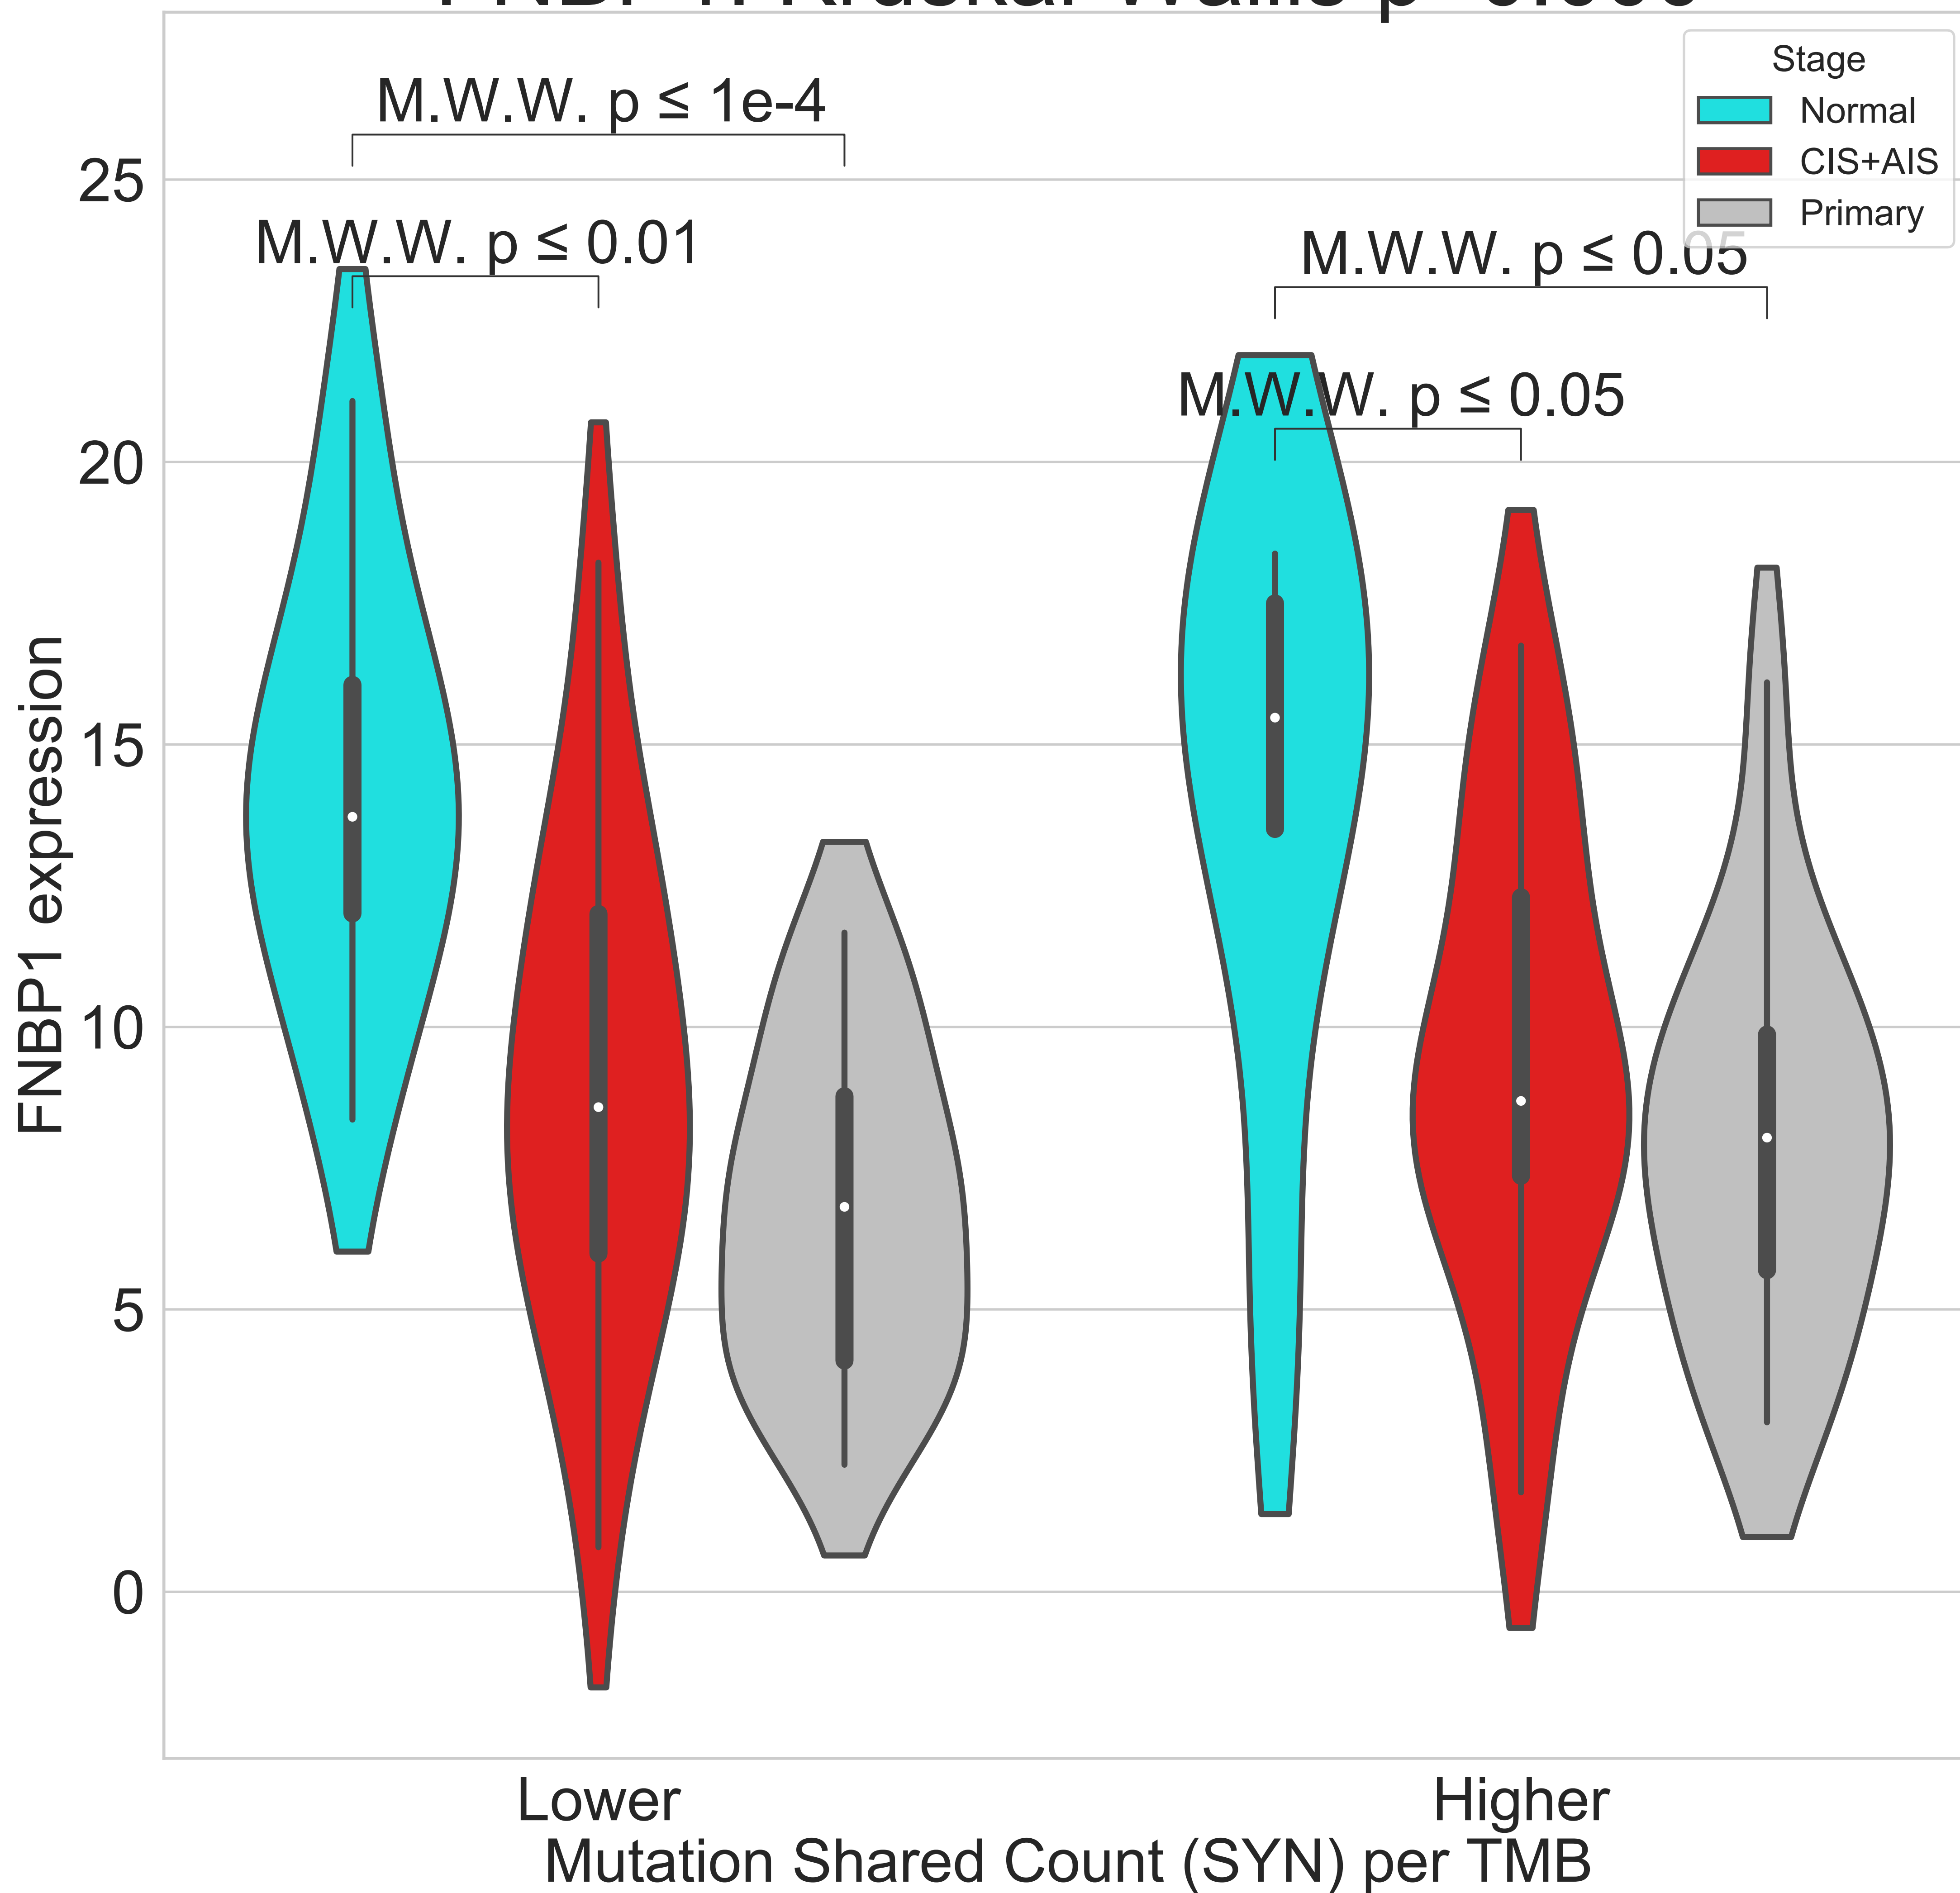 Stage
Normal
CIS+AIS
Primary
M.W.W. p ≤ 1e-4
M.W.W. p ≤ 0.01
M.W.W. p ≤ 0.05
M.W.W. p ≤ 0.05
25
20
15
10
5
0
FNBP1 expression
Lower
Higher
Mutation Shared Count (SYN) per TMB